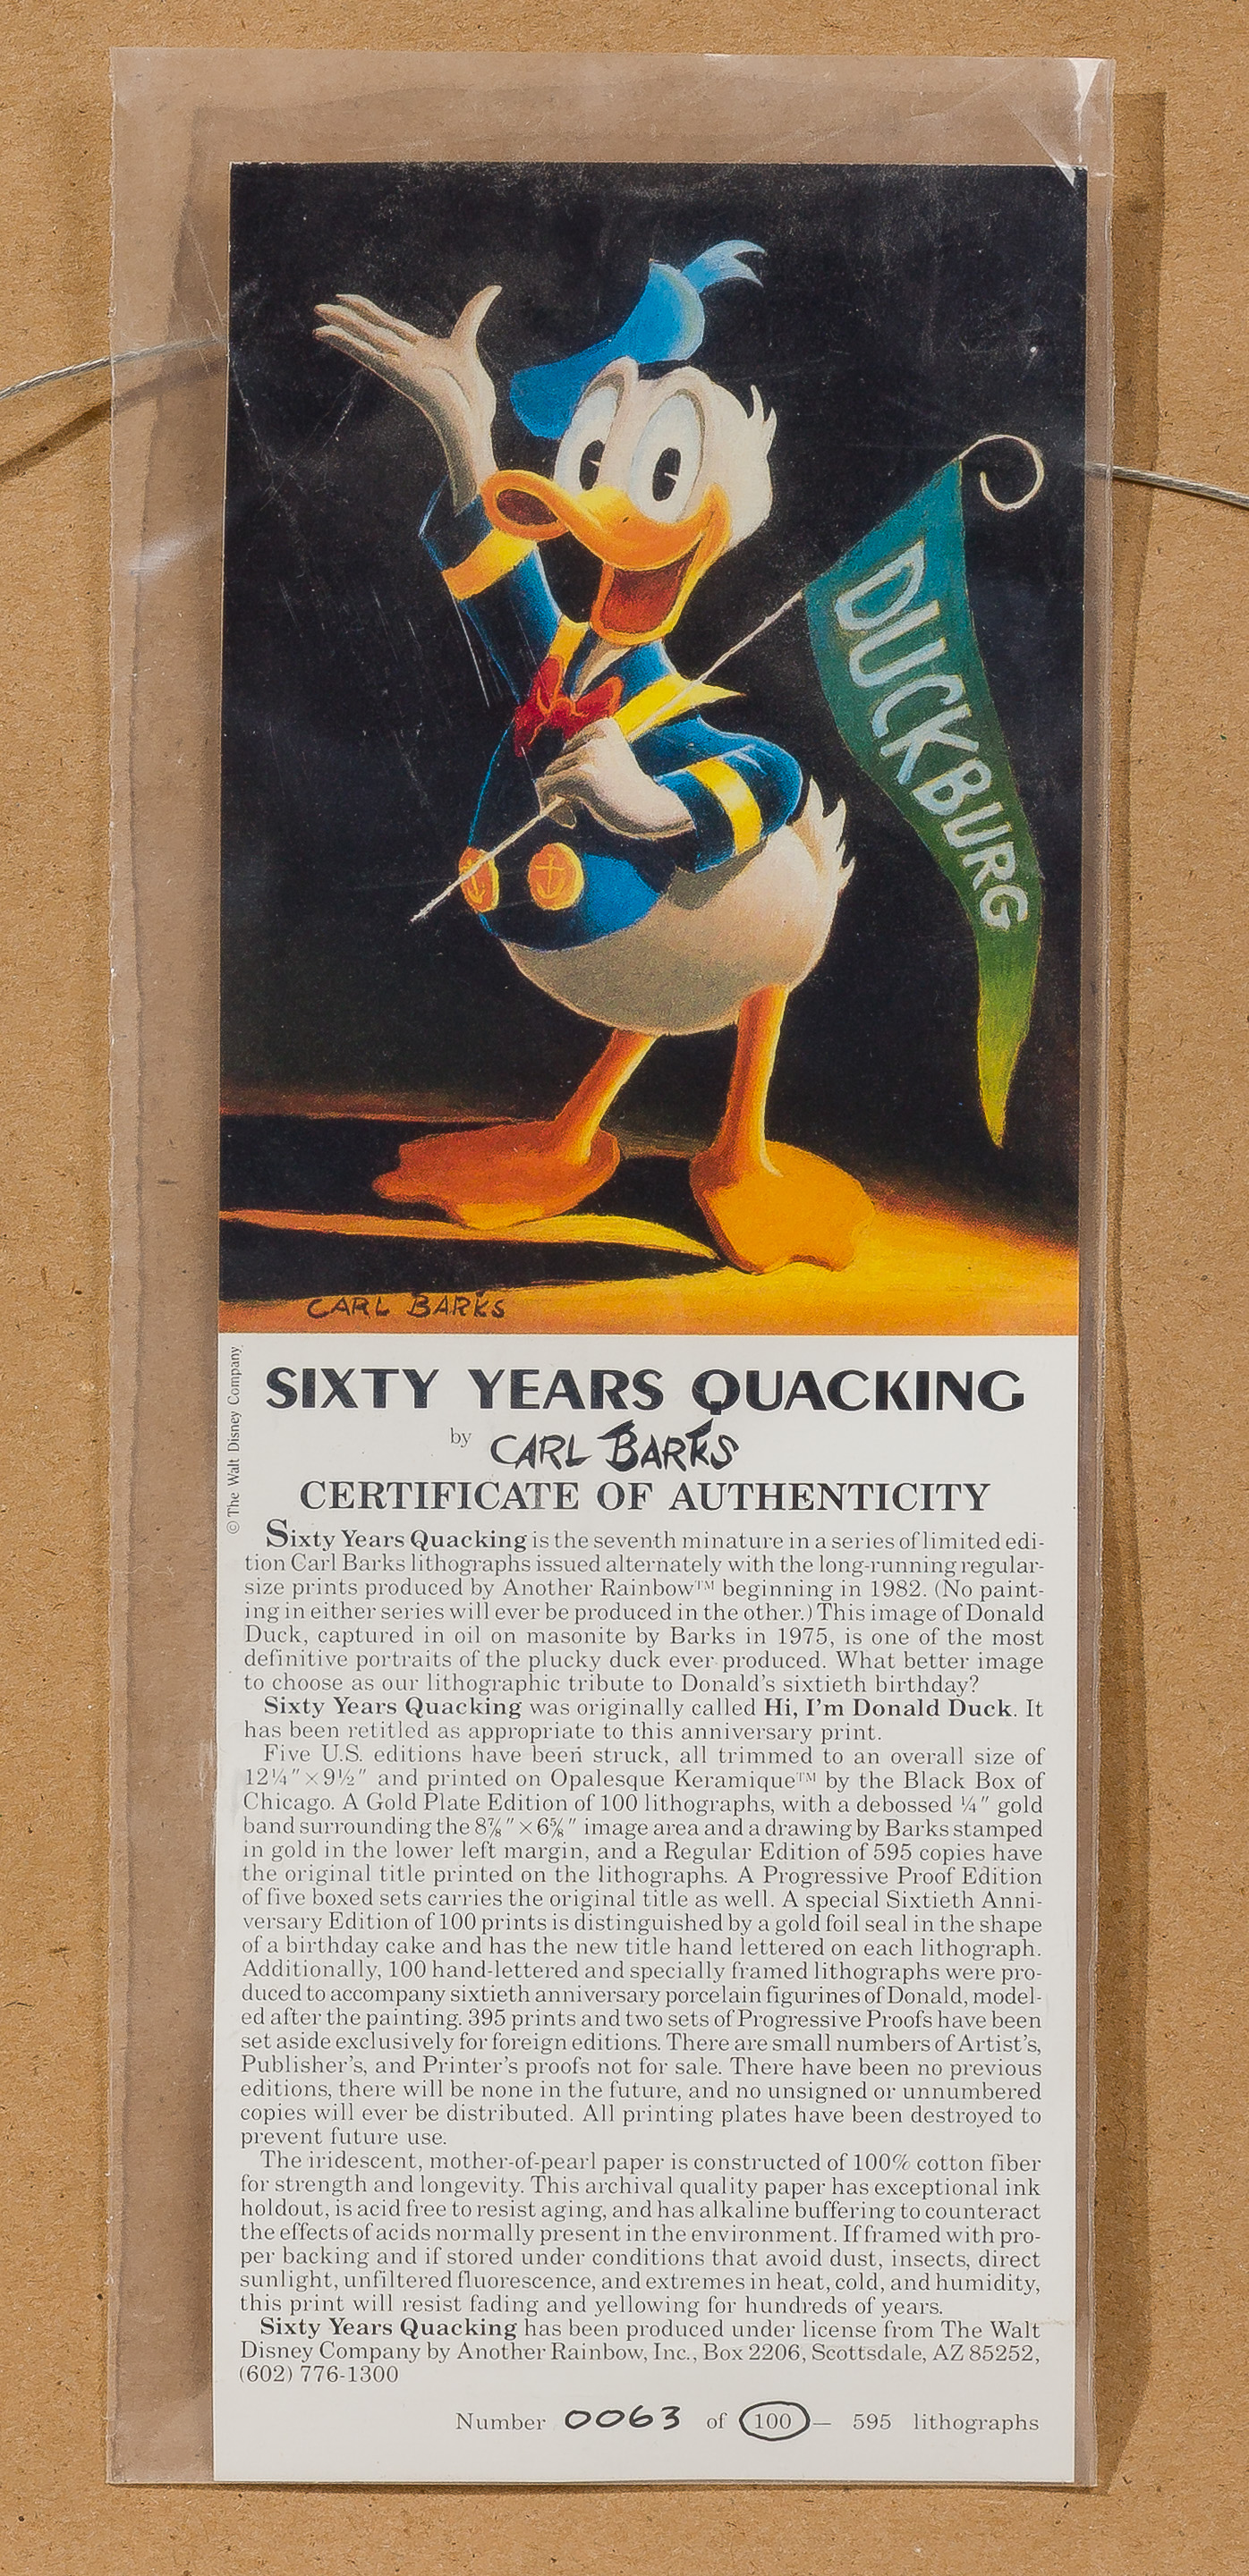 DUCKBURG
CARL BARKS
© The Walt Disney Company
SIXTY YEARS QUACKING
by CARL BARKS
CERTIFICATE OF AUTHENTICITY
Sixty Years Quacking is the seventh minature in a series of limited edi-
tion Carl Barks lithographs issued alternately with the long-running regular-
size prints produced by Another Rainbow™ beginning in 1982. (No paint-
ing in either series will ever be produced in the other.) This image of Donald
Duck, captured in oil on masonite by Barks in 1975, is one of the most
definitive portraits of the plucky duck ever produced. What better image
to choose as our lithographic tribute to Donald's sixtieth birthday?
Sixty Years Quacking was originally called Hi, I'm Donald Duck. It
has been retitled as appropriate to this anniversary print.
Five U.S. editions have been struck, all trimmed to an overall size of
12¼"×9½" and printed on Opalesque Keramique™ by the Black Box of
Chicago. A Gold Plate Edition of 100 lithographs, with a debossed ¼" gold
band surrounding the 8⅞"×6⅝" image area and a drawing by Barks stamped
in gold in the lower left margin, and a Regular Edition of 595 copies have
the original title printed on the lithographs. A Progressive Proof Edition
of five boxed sets carries the original title as well. A special Sixtieth Anni-
versary Edition of 100 prints is distinguished by a gold foil seal in the shape
of a birthday cake and has the new title hand lettered on each lithograph.
Additionally, 100 hand-lettered and specially framed lithographs were pro-
duced to accompany sixtieth anniversary porcelain figurines of Donald, model-
ed after the painting. 395 prints and two sets of Progressive Proofs have been
set aside exclusively for foreign editions. There are small numbers of Artist's,
Publisher's, and Printer's proofs not for sale. There have been no previous
editions, there will be none in the future, and no unsigned or unnumbered
copies will ever be distributed. All printing plates have been destroyed to
prevent future use.
The iridescent, mother-of-pearl paper is constructed of 100% cotton fiber
for strength and longevity. This archival quality paper has exceptional ink
holdout, is acid free to resist aging, and has alkaline buffering to counteract
the effects of acids normally present in the environment. If framed with pro-
per backing and if stored under conditions that avoid dust, insects, direct
sunlight, unfiltered fluorescence, and extremes in heat, cold, and humidity,
this print will resist fading and yellowing for hundreds of years.
Sixty Years Quacking has been produced under license from The Walt
Disney Company by Another Rainbow, Inc., Box 2206, Scottsdale, AZ 85252,
(602) 776-1300
Number 0063 of 100 — 595 lithographs